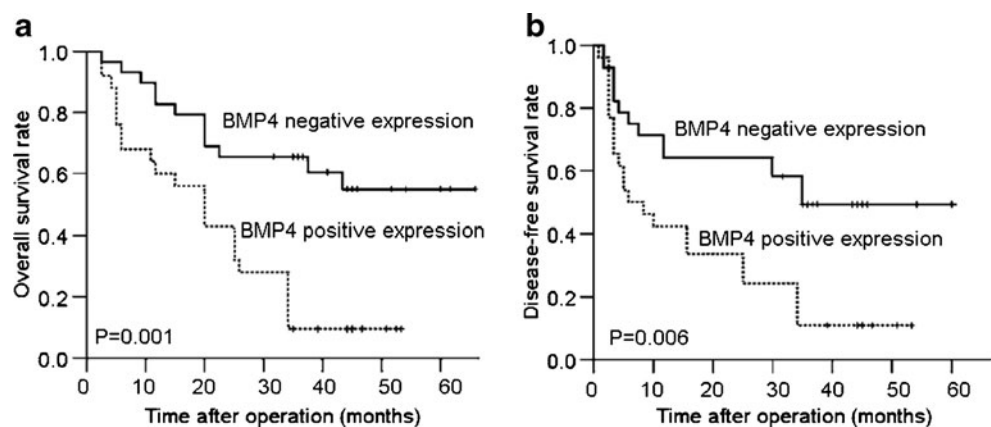 a
Overall survival rate
1.0
0.8
0.6
0.4
0.2
0.0
BMP4 negative expression
BMP4 positive expression
P=0.001
0 10 20 30 40 50 60
Time after operation (months)
b
Disease-free survival rate
1.0
0.8
0.6
0.4
0.2
0.0
BMP4 negative expression
BMP4 positive expression
P=0.006
0 10 20 30 40 50 60
Time after operation (months)